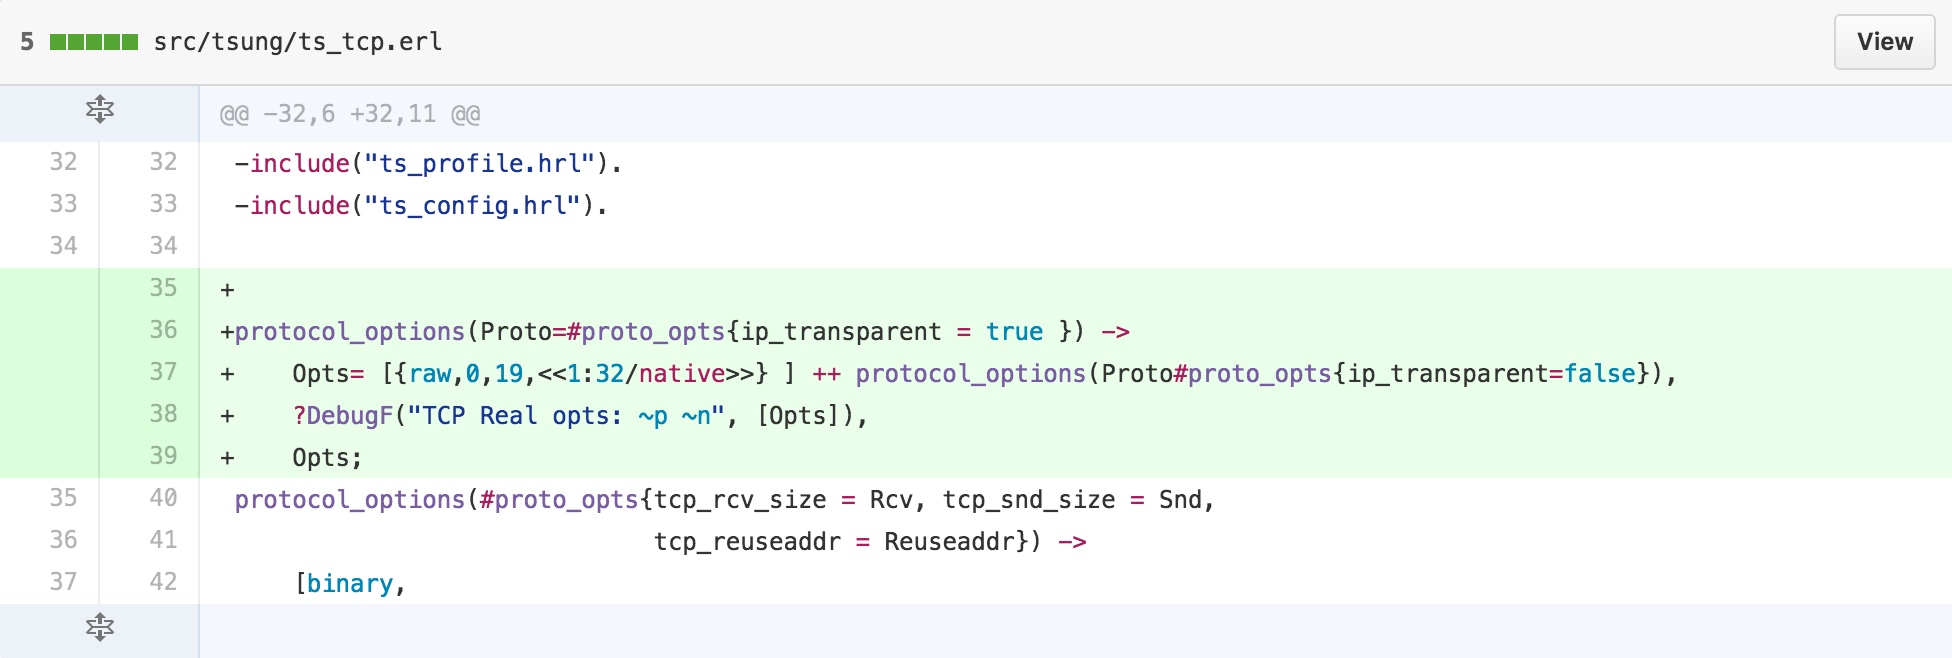 5 src/tsung/ts_tcp.erl View
@@ -32,6 +32,11 @@
32 32 -include("ts_profile.hrl").
33 33 -include("ts_config.hrl").
34 34
35 +
36 +protocol_options(Proto=#proto_opts{ip_transparent = true }) ->
37 +    Opts= [{raw,0,19,<<1:32/native>>} ] ++ protocol_options(Proto#proto_opts{ip_transparent=false}),
38 +    ?DebugF("TCP Real opts: ~p ~n", [Opts]),
39 +    Opts;
35 40 protocol_options(#proto_opts{tcp_rcv_size = Rcv, tcp_snd_size = Snd,
36 41                              tcp_reuseaddr = Reuseaddr}) ->
37 42     [binary,